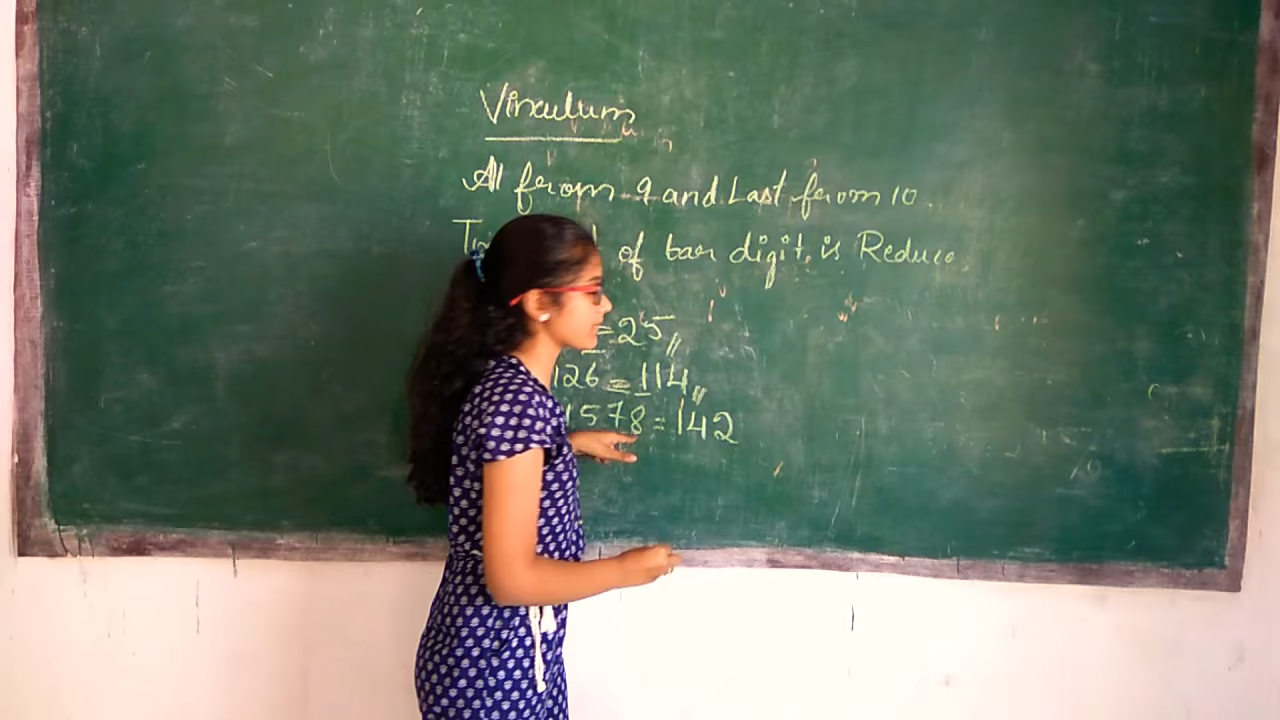 Vinculum
All from 9 and Last from 10.
of bar digit is Reduce.
=25
126 = 114
1578 = 142